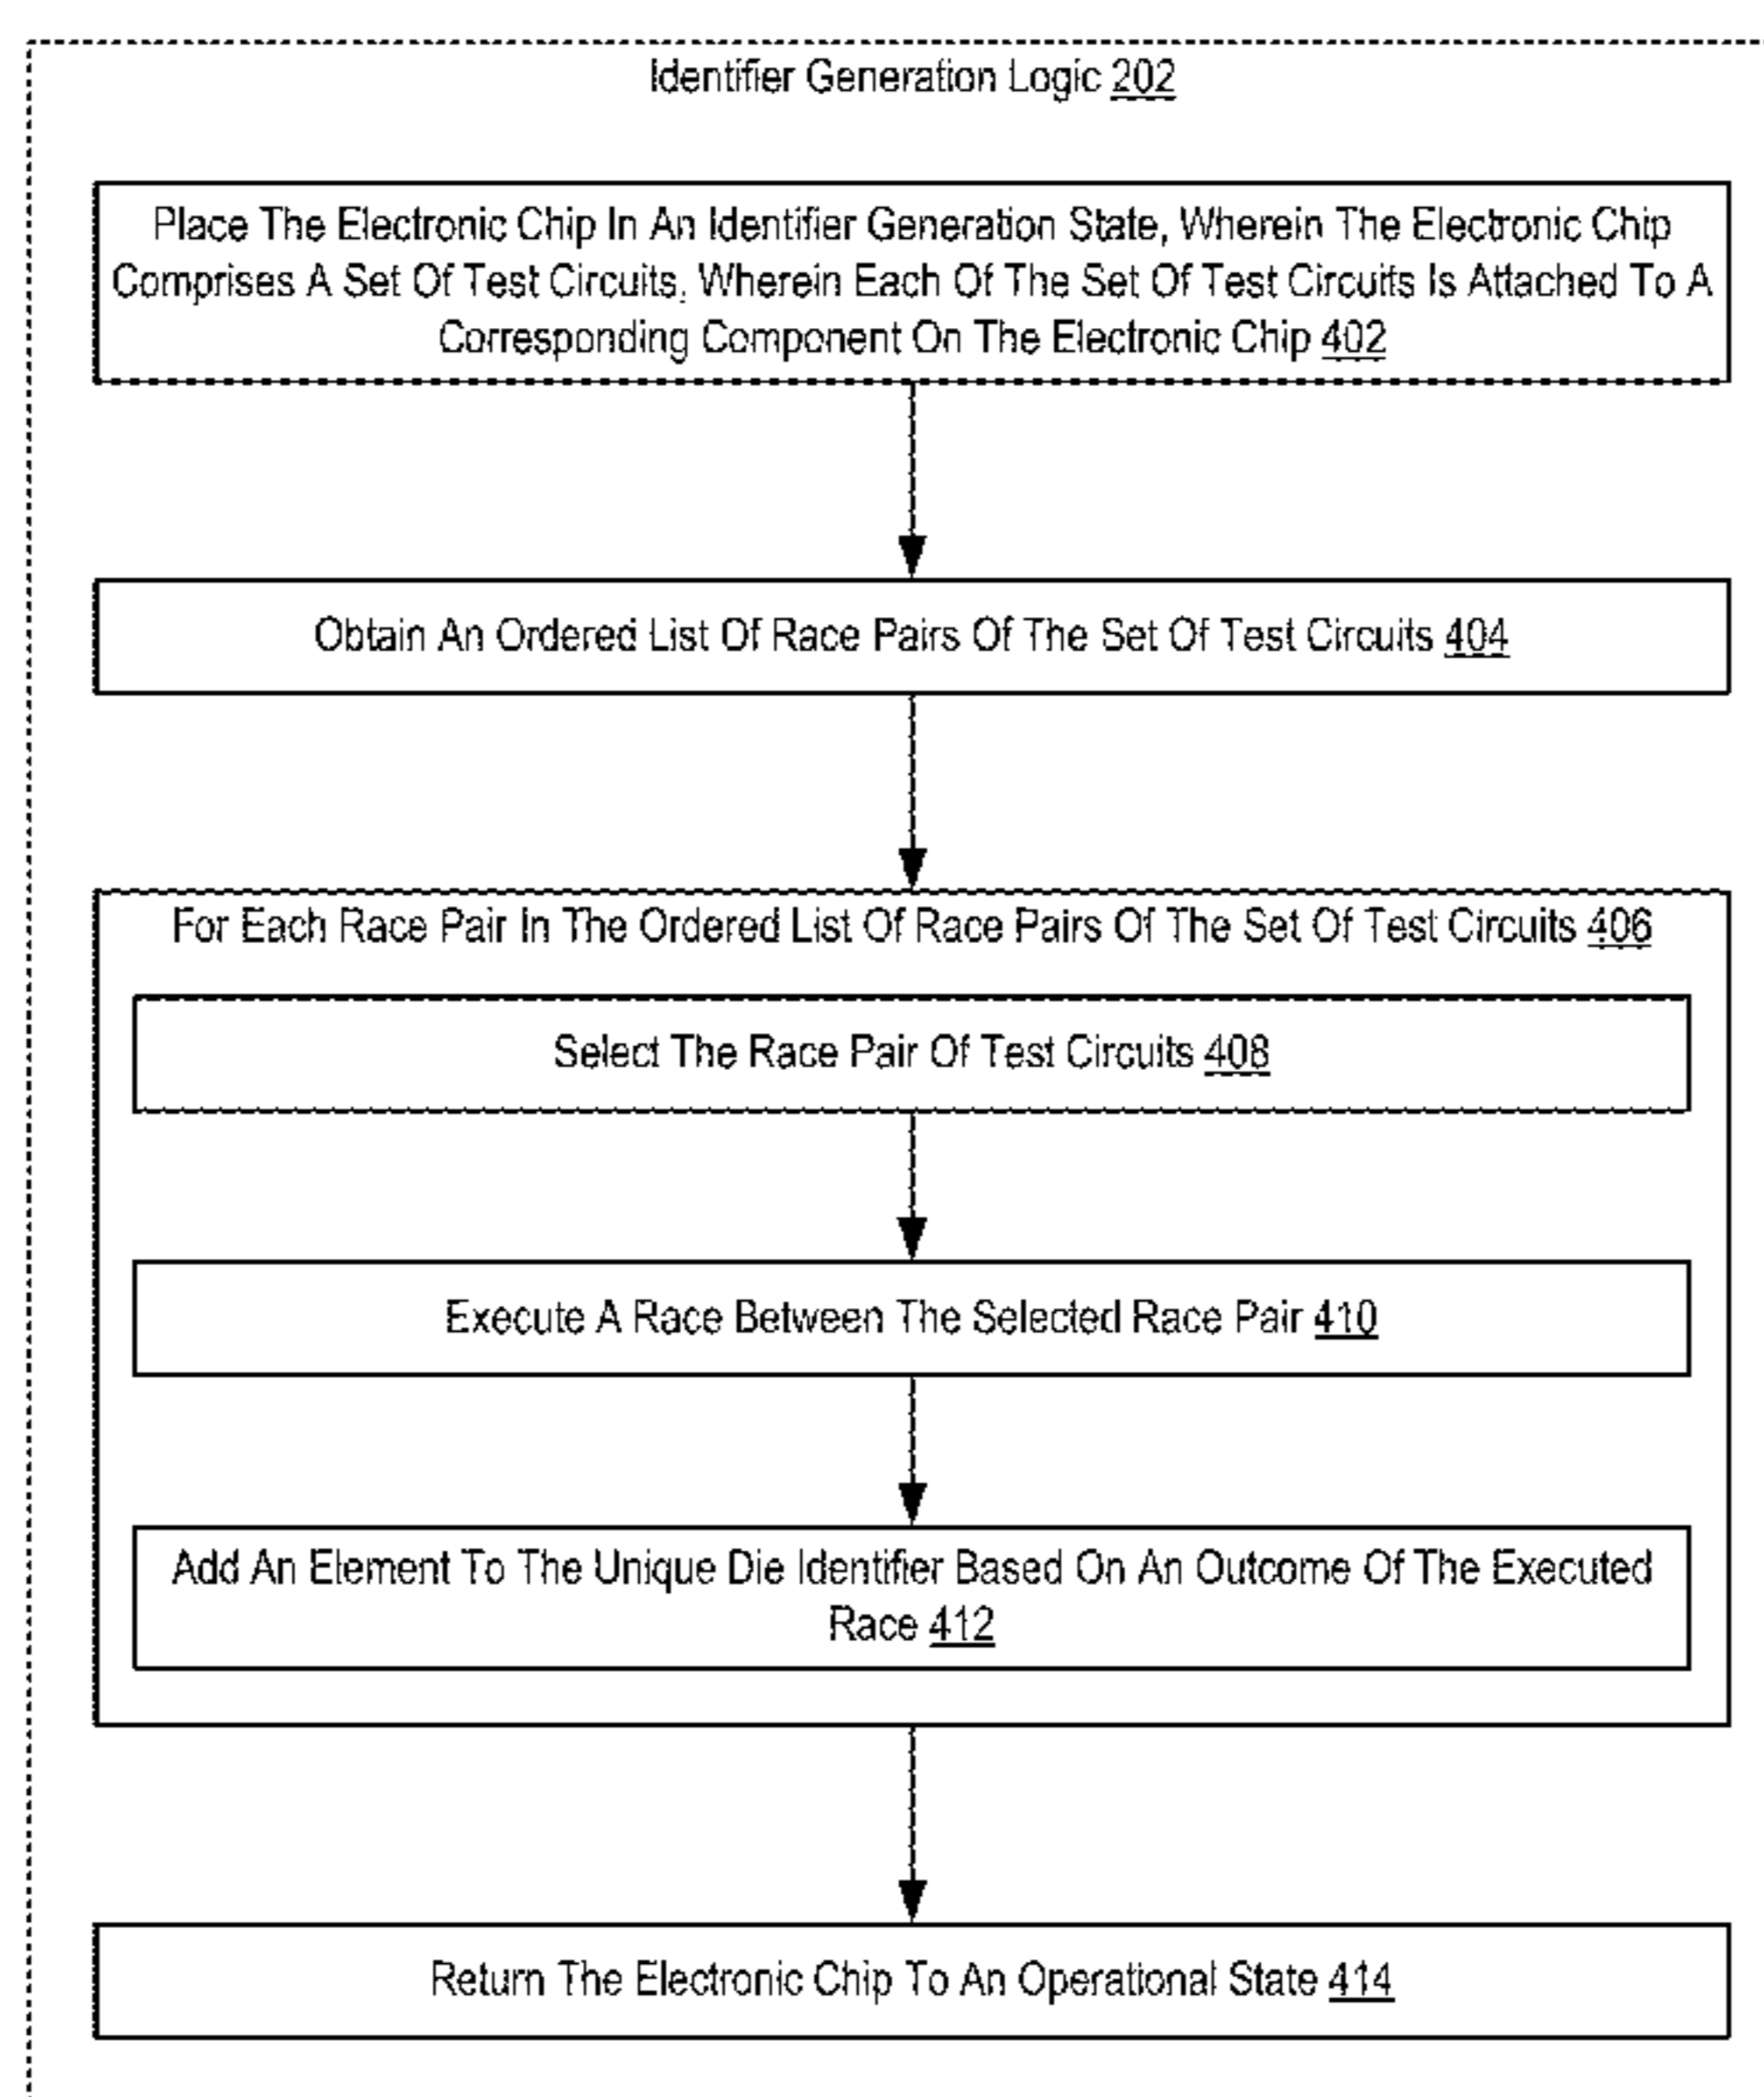 Identifier Generation Logic 202
Place The Electronic Chip In An Identifier Generation State, Wherein The Electronic Chip
Comprises A Set Of Test Circuits, Wherein Each Of The Set Of Test Circuits Is Attached To A
Corresponding Component On The Electronic Chip 402
Obtain An Ordered List Of Race Pairs Of The Set Of Test Circuits 404
For Each Race Pair In The Ordered List Of Race Pairs Of The Set Of Test Circuits 406
Select The Race Pair Of Test Circuits 408
Execute A Race Between The Selected Race Pair 410
Add An Element To The Unique Die Identifier Based On An Outcome Of The Executed
Race 412
Return The Electronic Chip To An Operational State 414